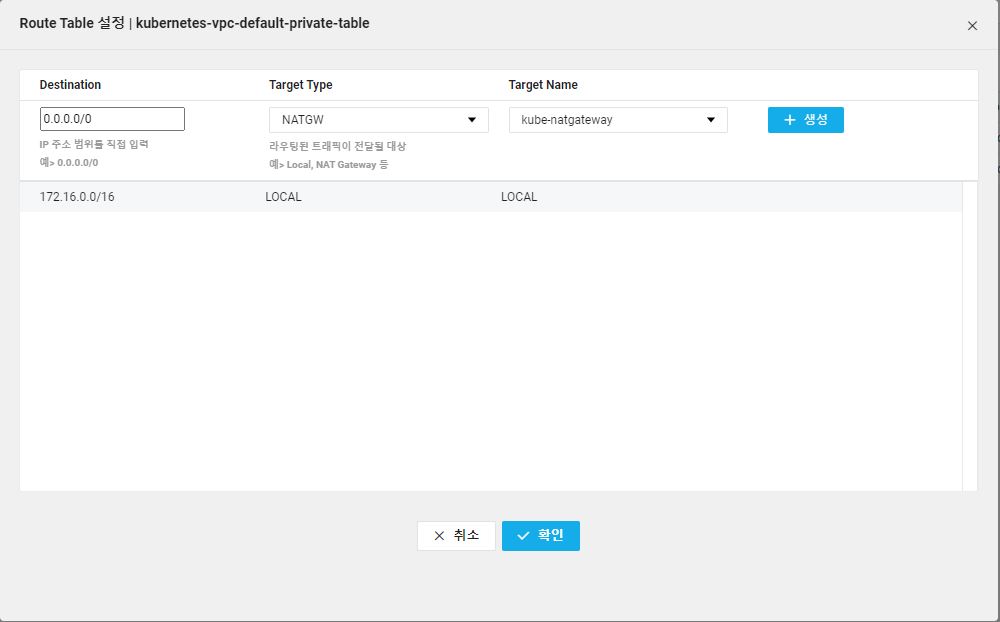 Route Table 설정 | kubernetes-vpc-default-private-table
Destination Target Type Target Name
0.0.0.0/0 NATGW kube-natgateway 생성
IP 주소 범위를 직접 입력
예> 0.0.0.0/0
라우팅된 트래픽이 전달될 대상
예> Local, NAT Gateway 등
172.16.0.0/16 LOCAL LOCAL
취소 확인